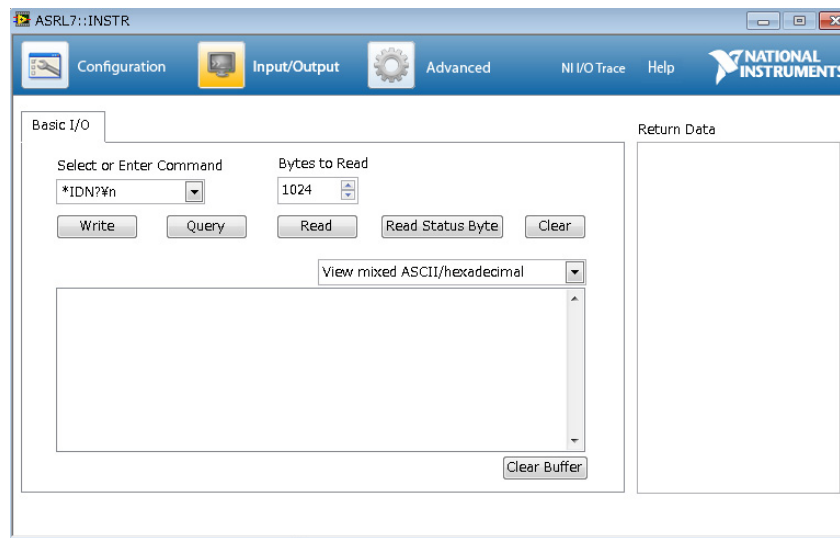 ASRL7::INSTR
Configuration
Input/Output
Advanced
NI I/O Trace
Help
NATIONAL
INSTRUMENTS
Basic I/O
Return Data
Select or Enter Command
Bytes to Read
*IDN?¥n
1024
Write
Query
Read
Read Status Byte
Clear
View mixed ASCII/hexadecimal
Clear Buffer